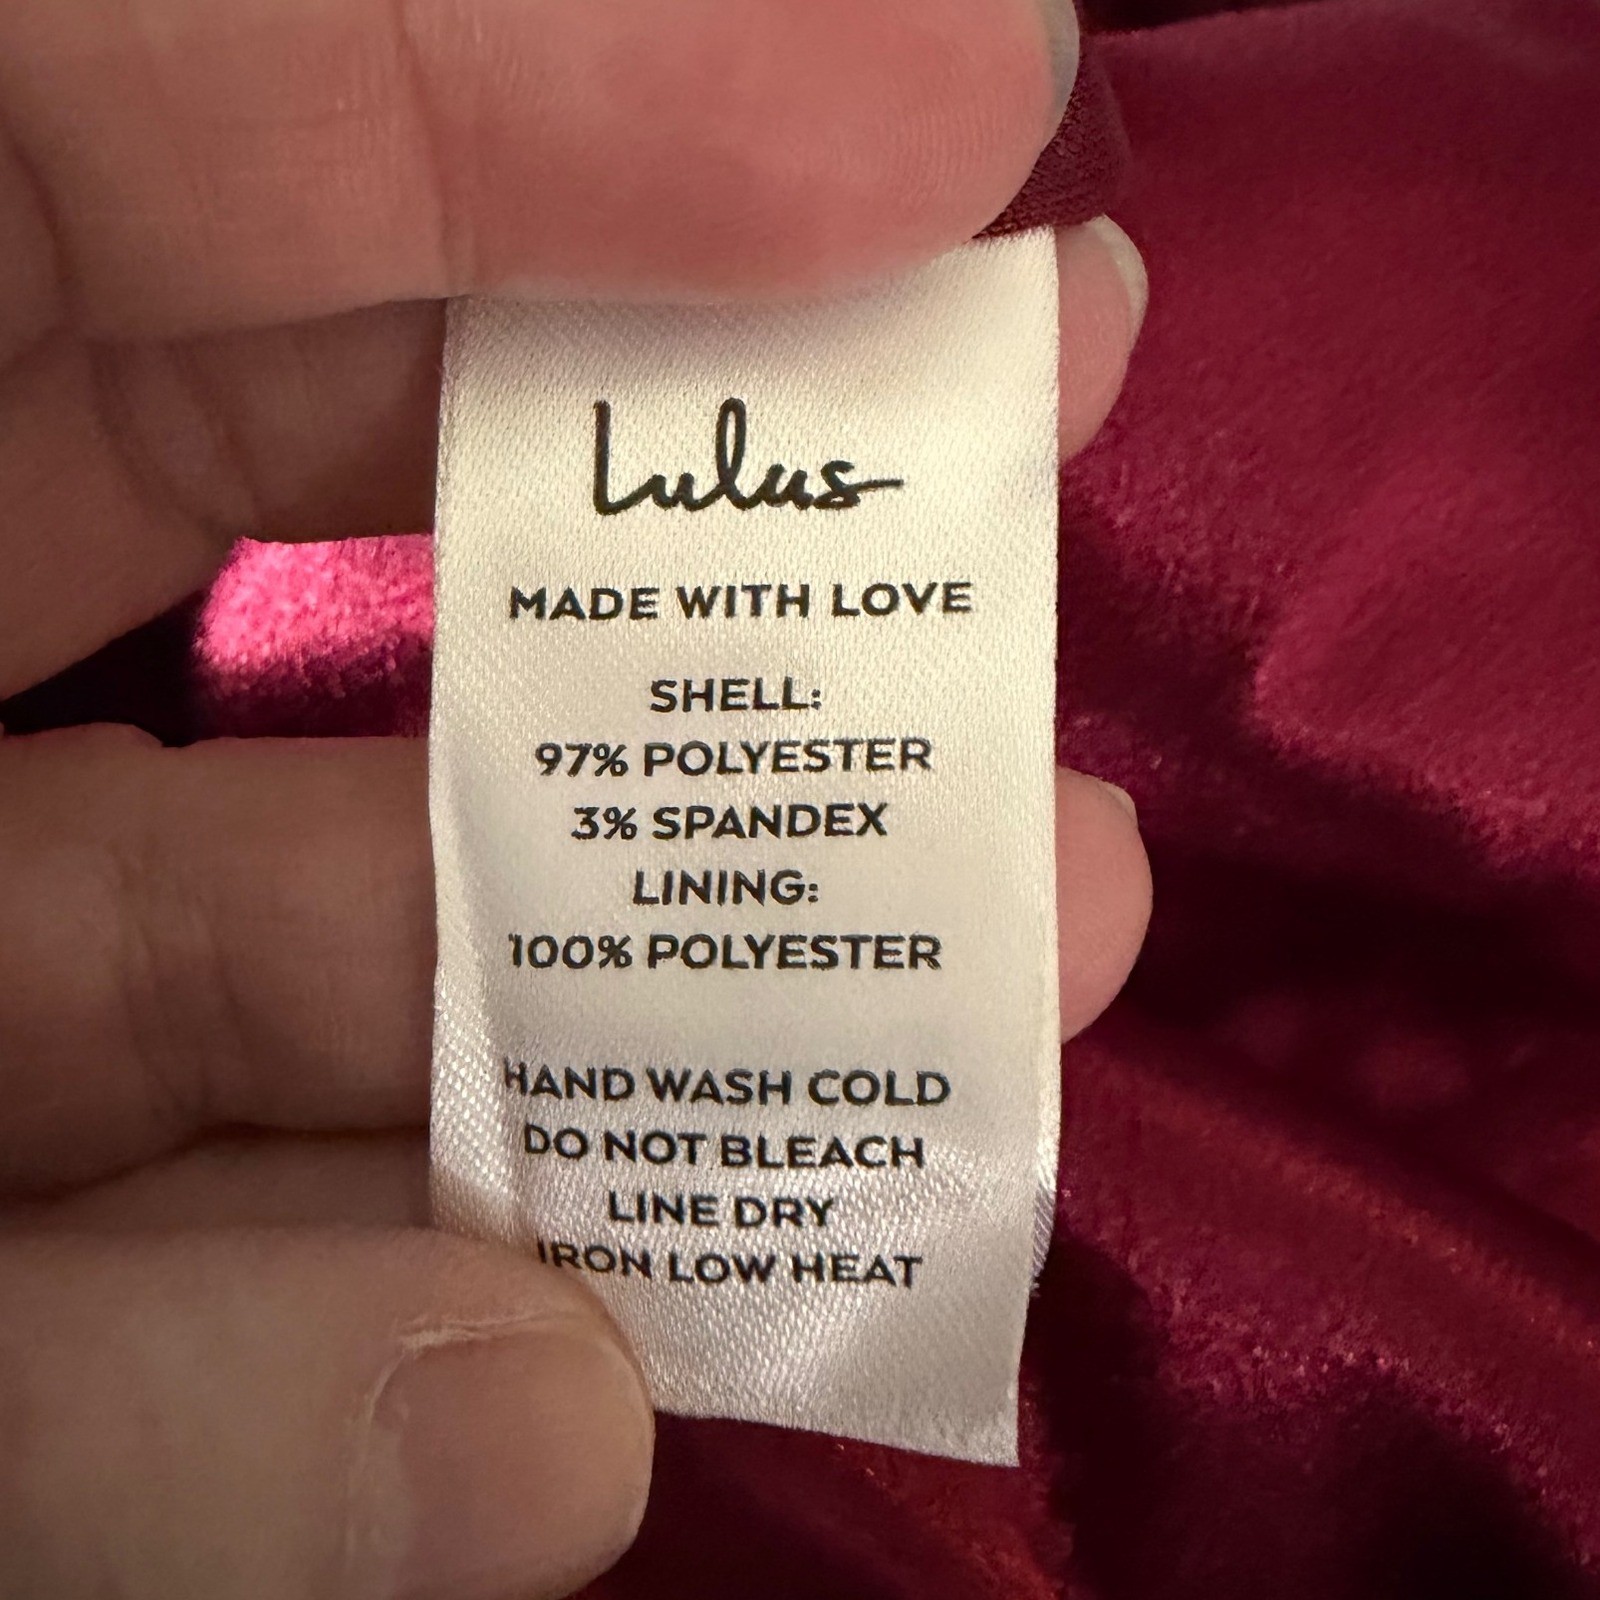 Lulus
MADE WITH LOVE
SHELL:
97% POLYESTER
3% SPANDEX
LINING:
100% POLYESTER
HAND WASH COLD
DO NOT BLEACH
LINE DRY
IRON LOW HEAT